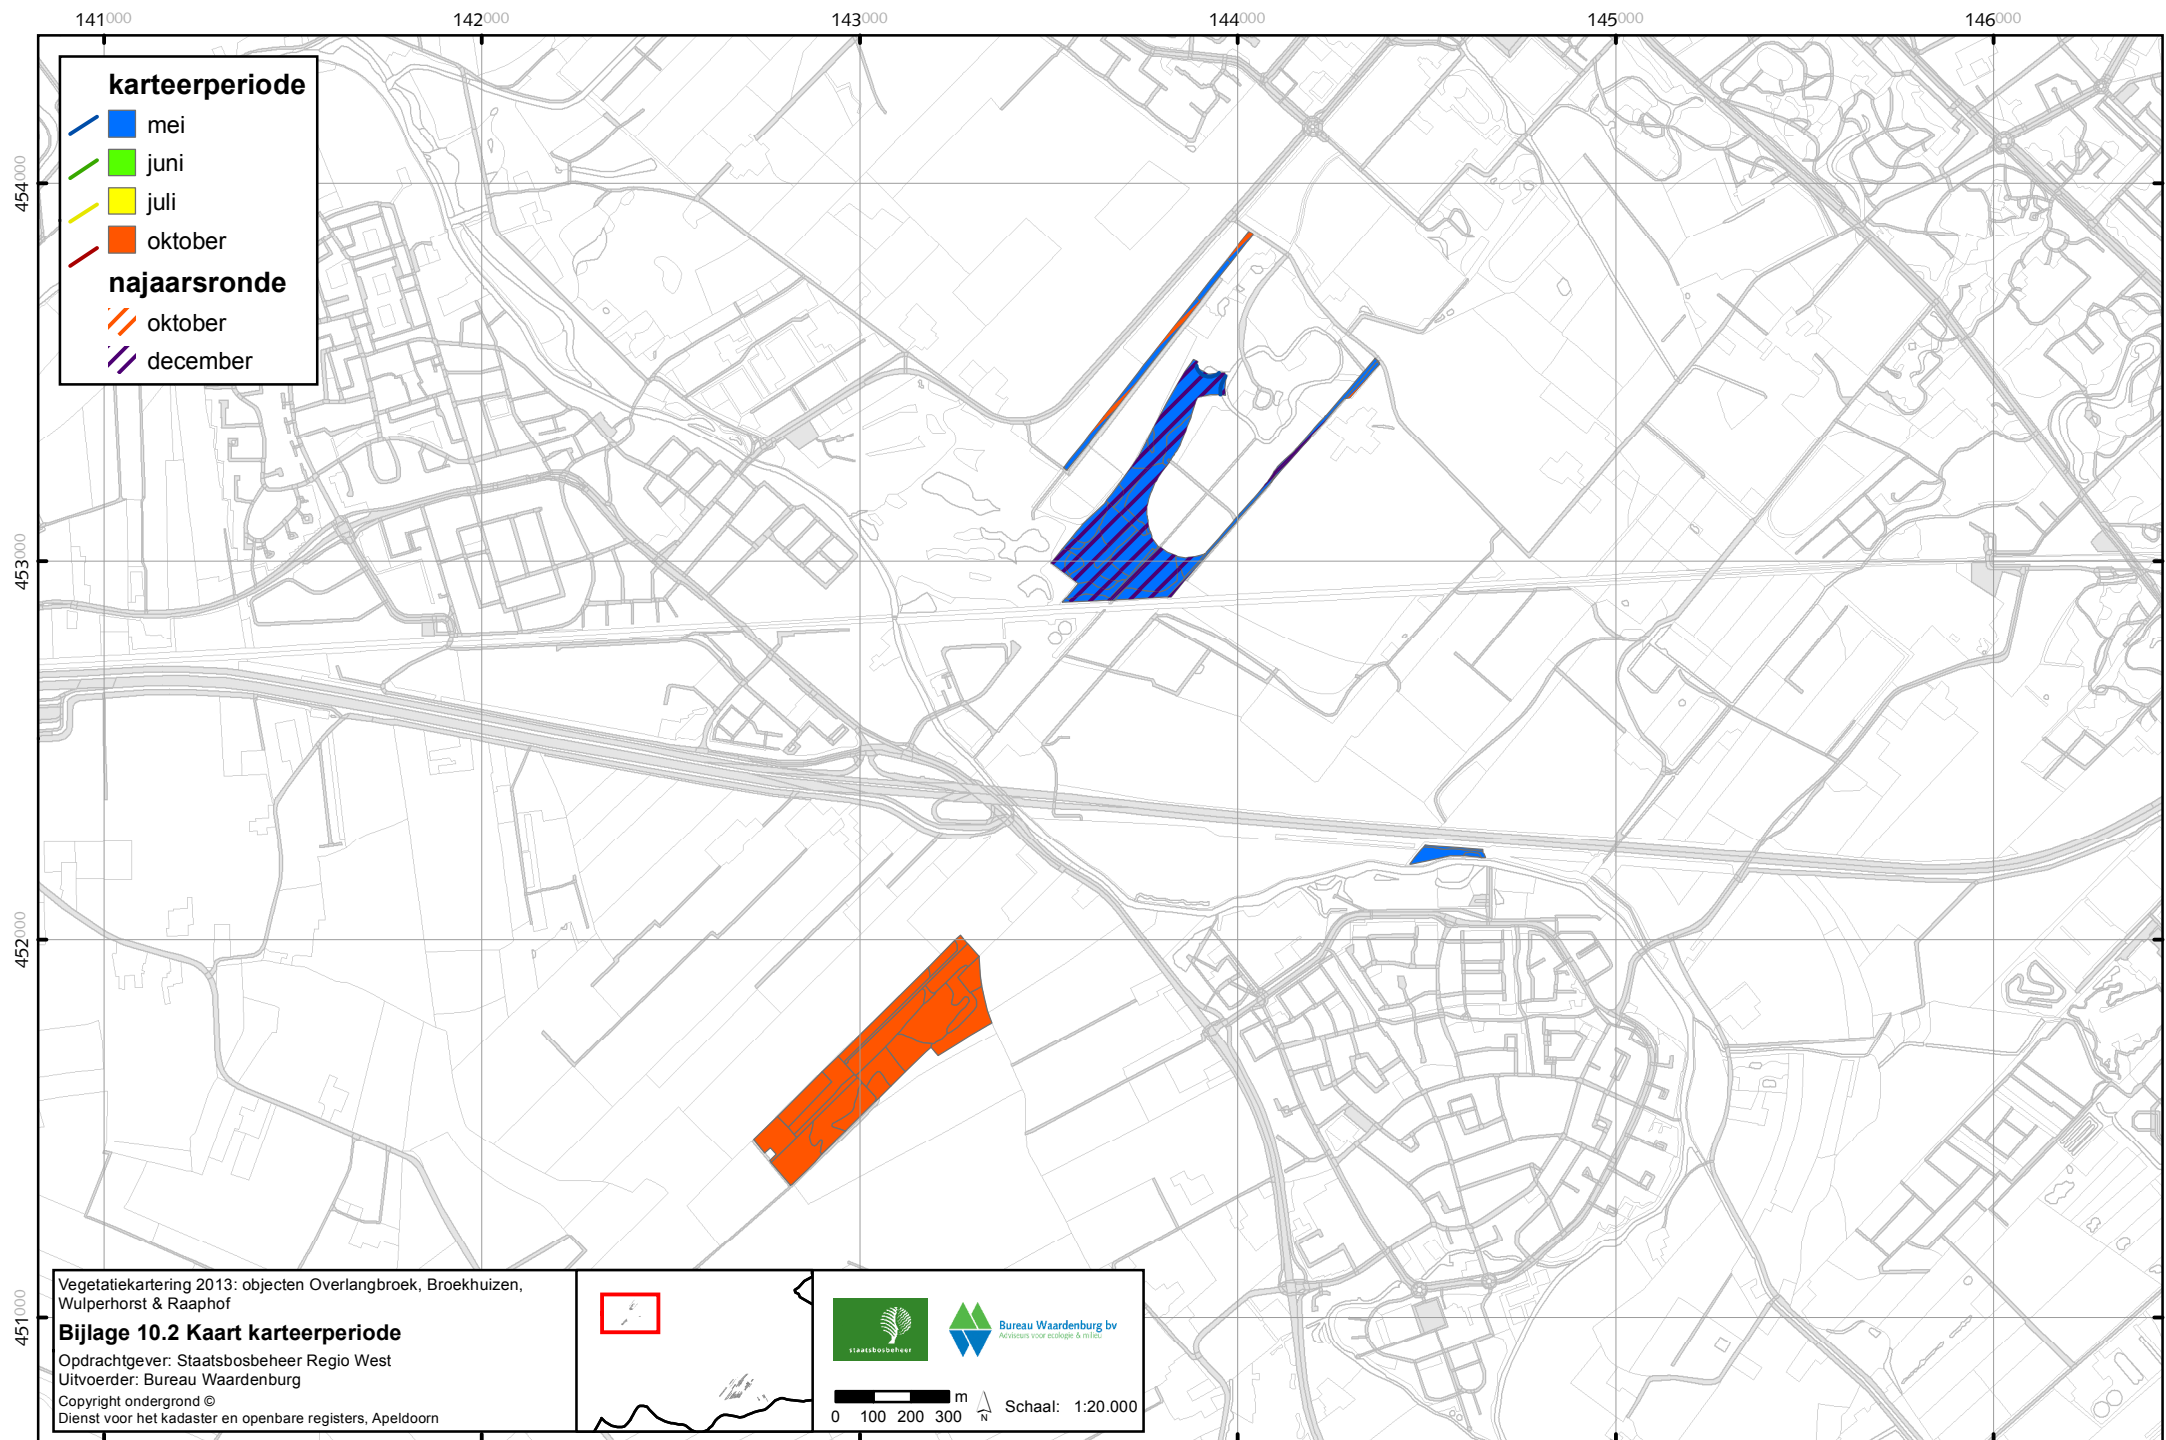 141000 142000 143000 144000 145000 146000
454000
453000
452000
451000
karteerperiode
mei
juni
juli
oktober
najaarsronde
oktober
december
Vegetatiekartering 2013: objecten Overlangbroek, Broekhuizen,
Wulperhorst & Raaphof
Bijlage 10.2 Kaart karteerperiode
Opdrachtgever: Staatsbosbeheer Regio West
Uitvoerder: Bureau Waardenburg
Copyright ondergrond ©
Dienst voor het kadaster en openbare registers, Apeldoorn
staatsbosbeheer
Bureau Waardenburg bv
Adviseurs voor ecologie & milieu
m
0 100 200 300
N
Schaal: 1:20.000